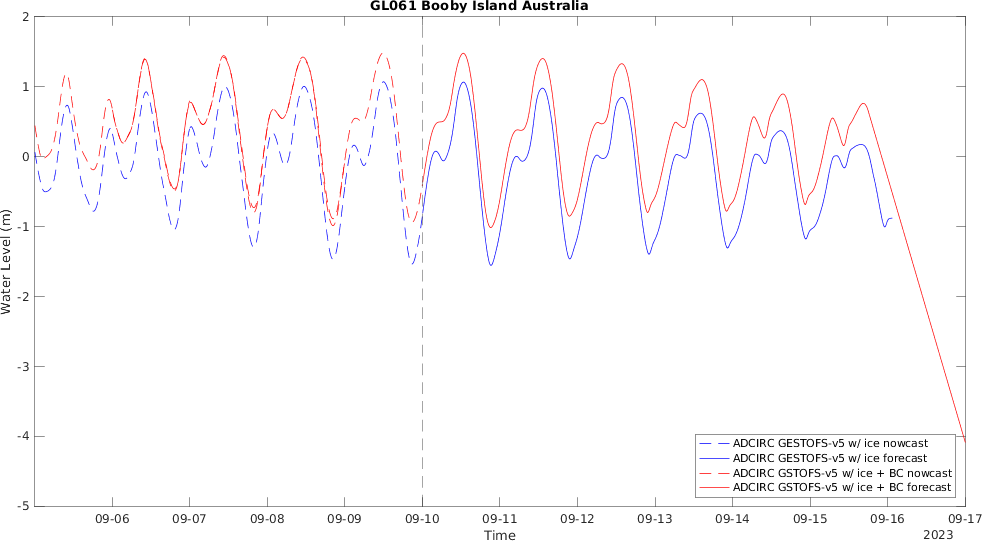 GL061 Booby Island Australia
2
1
0
-1
-2
-3
-4
-5
Water Level (m)
ADCIRC GESTOFS-v5 w/ ice nowcast
ADCIRC GESTOFS-v5 w/ ice forecast
ADCIRC GSTOFS-v5 w/ ice + BC nowcast
ADCIRC GSTOFS-v5 w/ ice + BC forecast
09-06 09-07 09-08 09-09 09-10 09-11 09-12 09-13 09-14 09-15 09-16 09-17
Time
2023